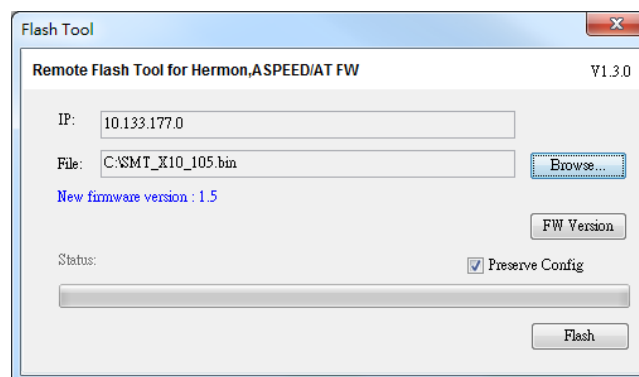 Flash Tool
Remote Flash Tool for Hermon,ASPEED/AT FW V1.3.0
IP: 10.133.177.0
File: C:\SMT_X10_105.bin Browse...
New firmware version : 1.5
FW Version
Status: Preserve Config
Flash